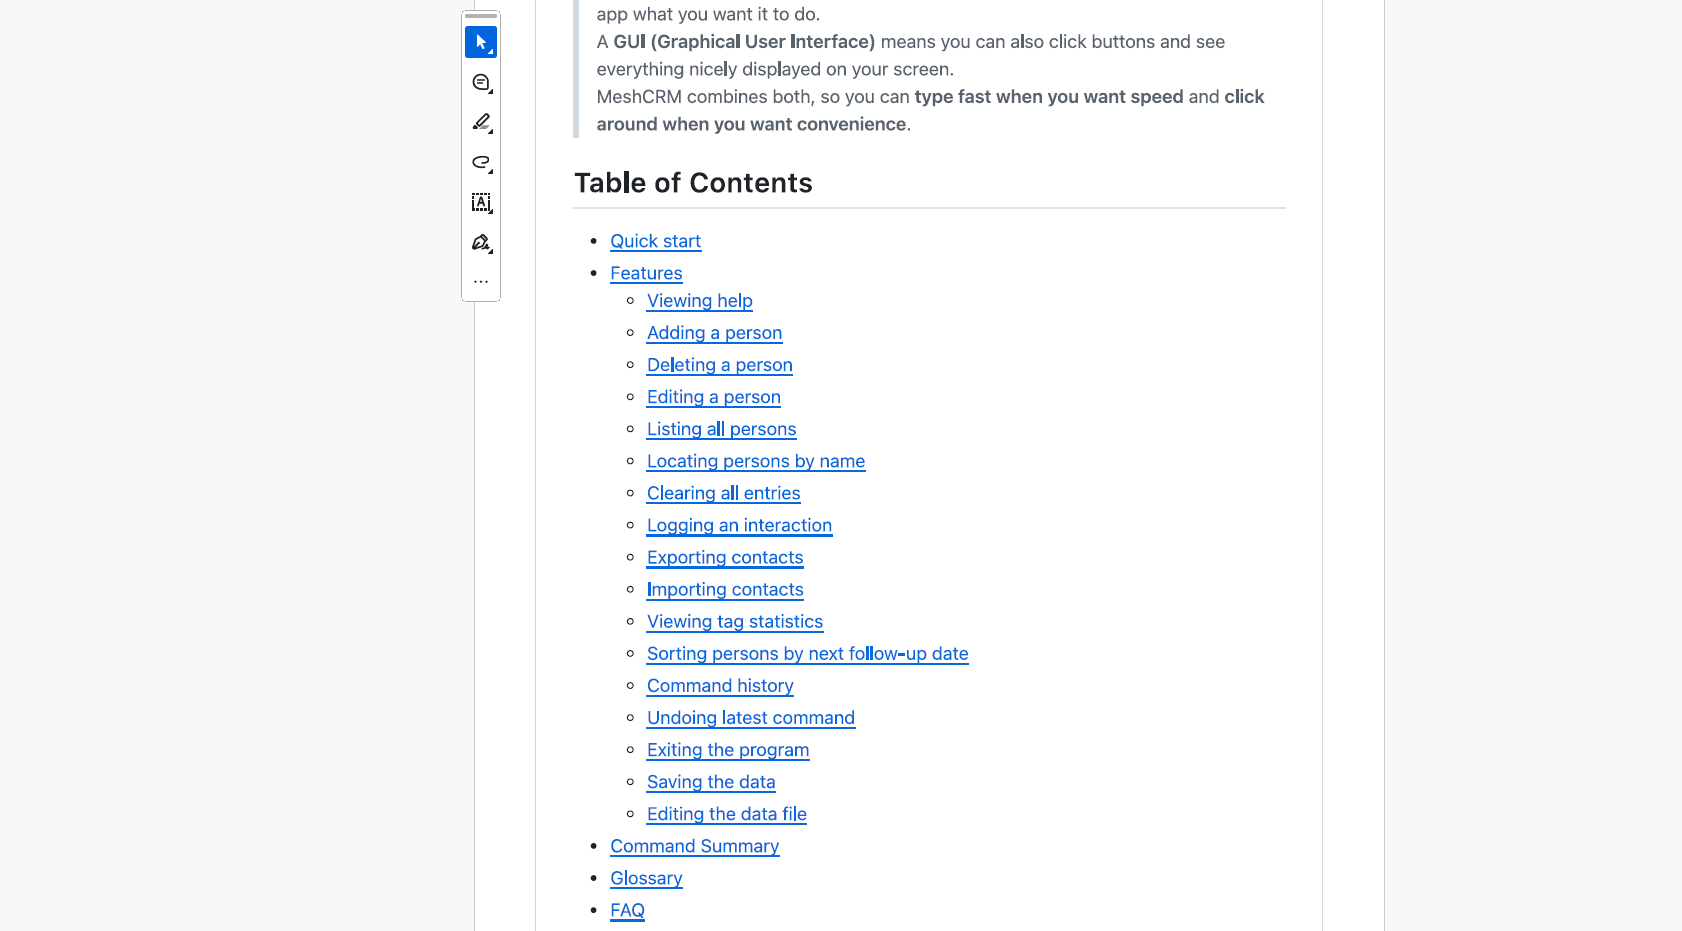 app what you want it to do.
A GUI (Graphical User Interface) means you can also click buttons and see
everything nicely displayed on your screen.
MeshCRM combines both, so you can type fast when you want speed and click
around when you want convenience.
Table of Contents
Quick start
Features
Viewing help
Adding a person
Deleting a person
Editing a person
Listing all persons
Locating persons by name
Clearing all entries
Logging an interaction
Exporting contacts
Importing contacts
Viewing tag statistics
Sorting persons by next follow-up date
Command history
Undoing latest command
Exiting the program
Saving the data
Editing the data file
Command Summary
Glossary
FAQ